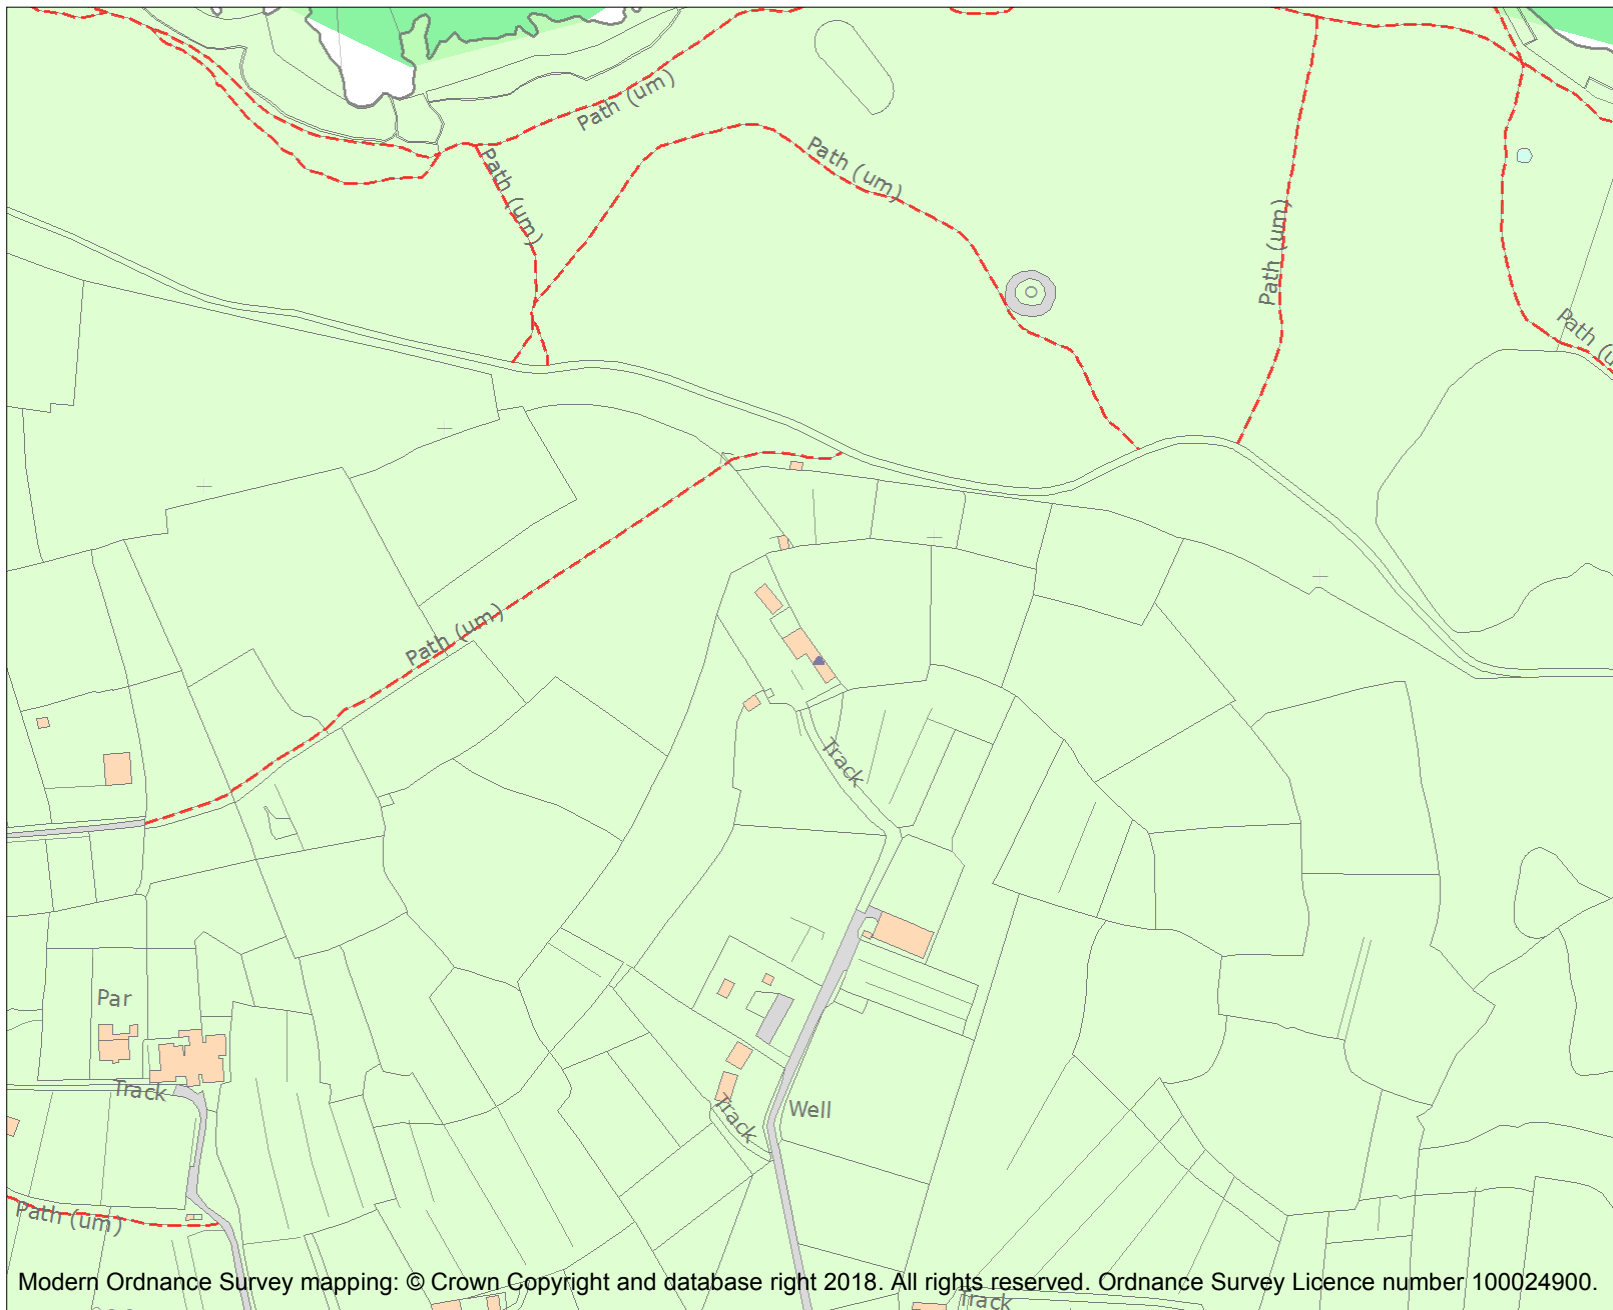 Path (um)
Path (um)
Path (um)
Path (um)
Path (u
Path (um)
Track
Par
Track
Track
Well
Path (um)
Modern Ordnance Survey mapping: © Crown Copyright and database right 2018. All rights reserved. Ordnance Survey Licence number 100024900.
Track